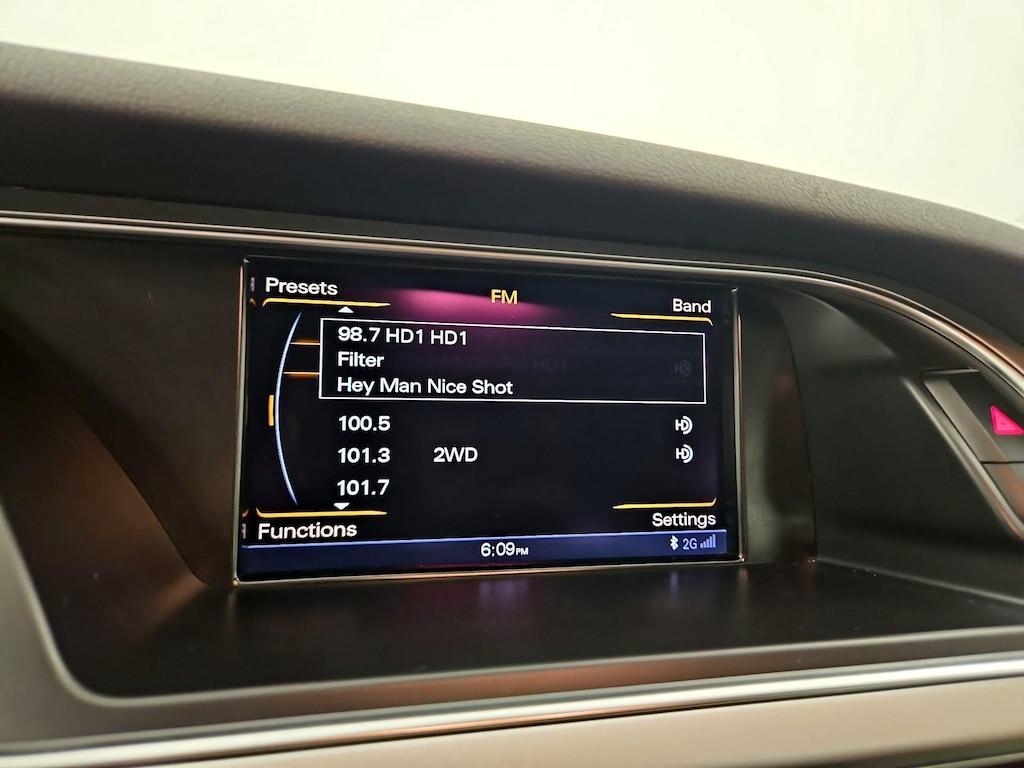 Presets
FM
Band
98.7 HD1 HD1
Filter
Hey Man Nice Shot
100.5
101.3 2WD
101.7
Functions
Settings
6:09PM
2G